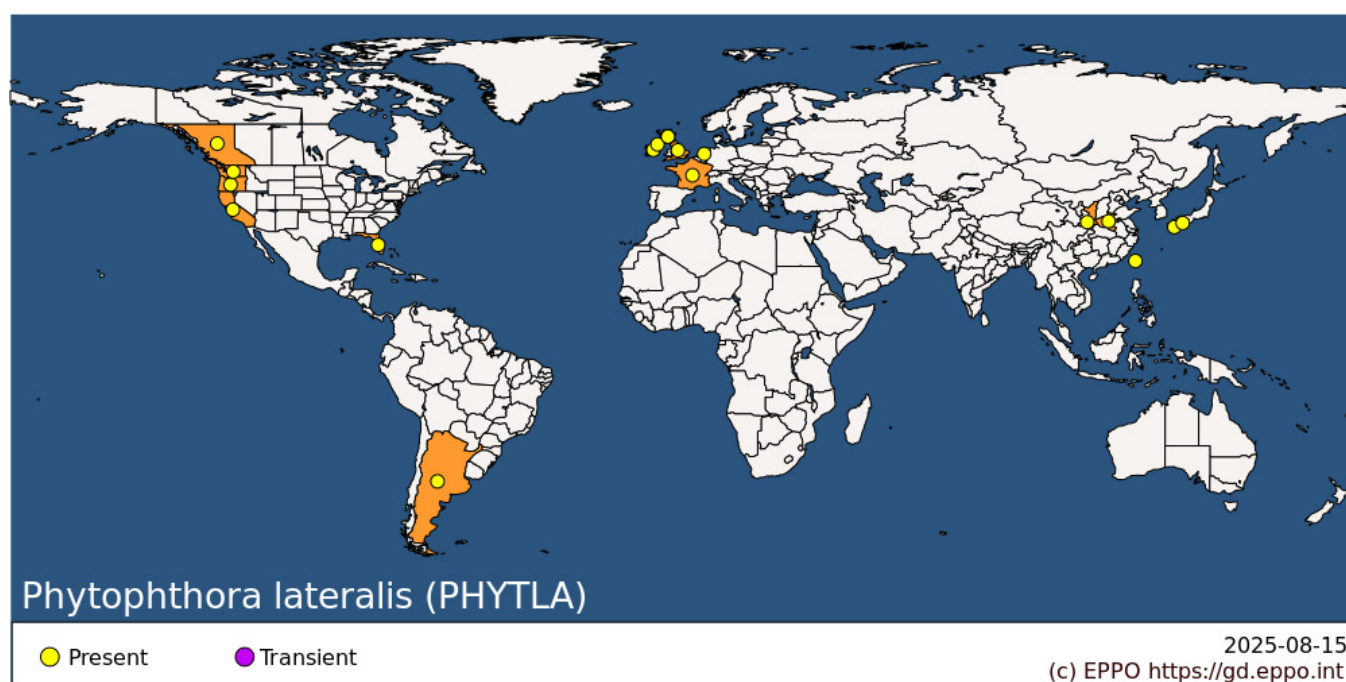 Phytophthora lateralis (PHYTLA)
Present
Transient
2025-08-15
(c) EPPO https://gd.eppo.int